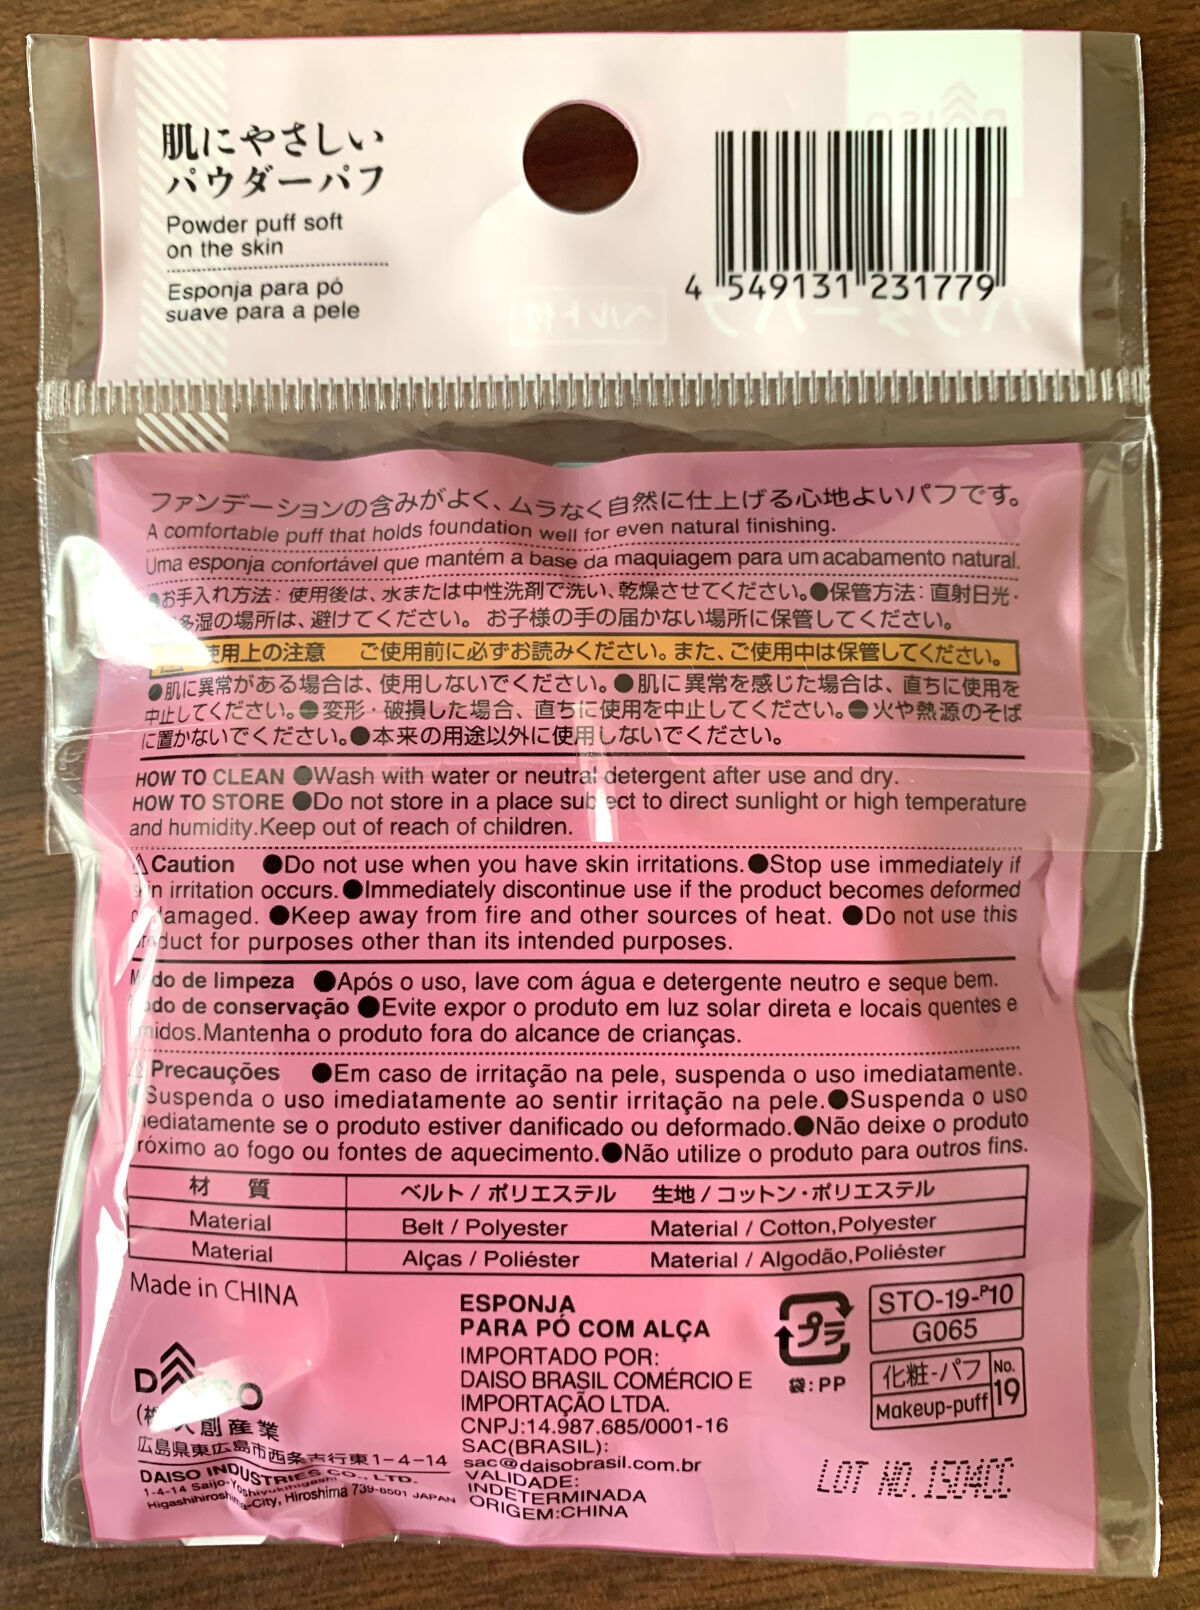 肌にやさしい
パウダーパフ
Powder puff soft
on the skin
Esponja para pó
suave para a pele
4 549131 231779
ファンデーションの含みがよく、ムラなく自然に仕上げる心地よいパフです。
A comfortable puff that holds foundation well for even natural finishing.
Uma esponja confortável que mantém a base da maquiagem para um acabamento natural.
●お手入れ方法：使用後は、水または中性洗剤で洗い、乾燥させてください。●保管方法：直射日光・
多湿の場所は、避けてください。 お子様の手の届かない場所に保管してください。
使用上の注意 ご使用前に必ずお読みください。また、ご使用中は保管してください。
●肌に異常がある場合は、使用しないでください。●肌に異常を感じた場合は、直ちに使用を
中止してください。●変形・破損した場合、直ちに使用を中止してください。●火や熱源のそば
に置かないでください。●本来の用途以外に使用しないでください。
HOW TO CLEAN ●Wash with water or neutral detergent after use and dry.
HOW TO STORE ●Do not store in a place subject to direct sunlight or high temperature
and humidity.Keep out of reach of children.
⚠Caution ●Do not use when you have skin irritations.●Stop use immediately if
skin irritation occurs.●Immediately discontinue use if the product becomes deformed
or damaged. ●Keep away from fire and other sources of heat. ●Do not use this
product for purposes other than its intended purposes.
Modo de limpeza ●Após o uso, lave com água e detergente neutro e seque bem.
Modo de conservação ●Evite expor o produto em luz solar direta e locais quentes e
úmidos.Mantenha o produto fora do alcance de crianças.
⚠Precauções ●Em caso de irritação na pele, suspenda o uso imediatamente.
●Suspenda o uso imediatamente ao sentir irritação na pele.●Suspenda o uso
imediatamente se o produto estiver danificado ou deformado.●Não deixe o produto
próximo ao fogo ou fontes de aquecimento.●Não utilize o produto para outros fins.
材 質 ベルト / ポリエステル 生地 / コットン・ポリエステル
Material Belt / Polyester Material / Cotton,Polyester
Material Alças / Poliéster Material / Algodão,Poliéster
Made in CHINA
DAISO
(株)大創産業
広島県東広島市西条吉行東1-4-14
DAISO INDUSTRIES CO., LTD.
1-4-14 Saijo-Yoshiyukihigashi,
Higashihiroshima-City, Hiroshima 739-8501 JAPAN
ESPONJA
PARA PÓ COM ALÇA
IMPORTADO POR:
DAISO BRASIL COMÉRCIO E
IMPORTAÇÃO LTDA.
CNPJ:14.987.685/0001-16
SAC(BRASIL):
sac@daisobrasil.com.br
VALIDADE:
INDETERMINADA
ORIGEM:CHINA
プラ
袋:PP
STO-19-P10
G065
化粧-パフ
Makeup-puff
No.
19
LOT NO. 1504CC.